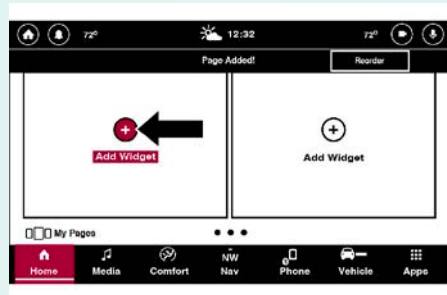 72° 12:32 72°
Page Added! Reorder
Add Widget Add Widget
My Pages
NW
Home Media Comfort Nav Phone Vehicle Apps